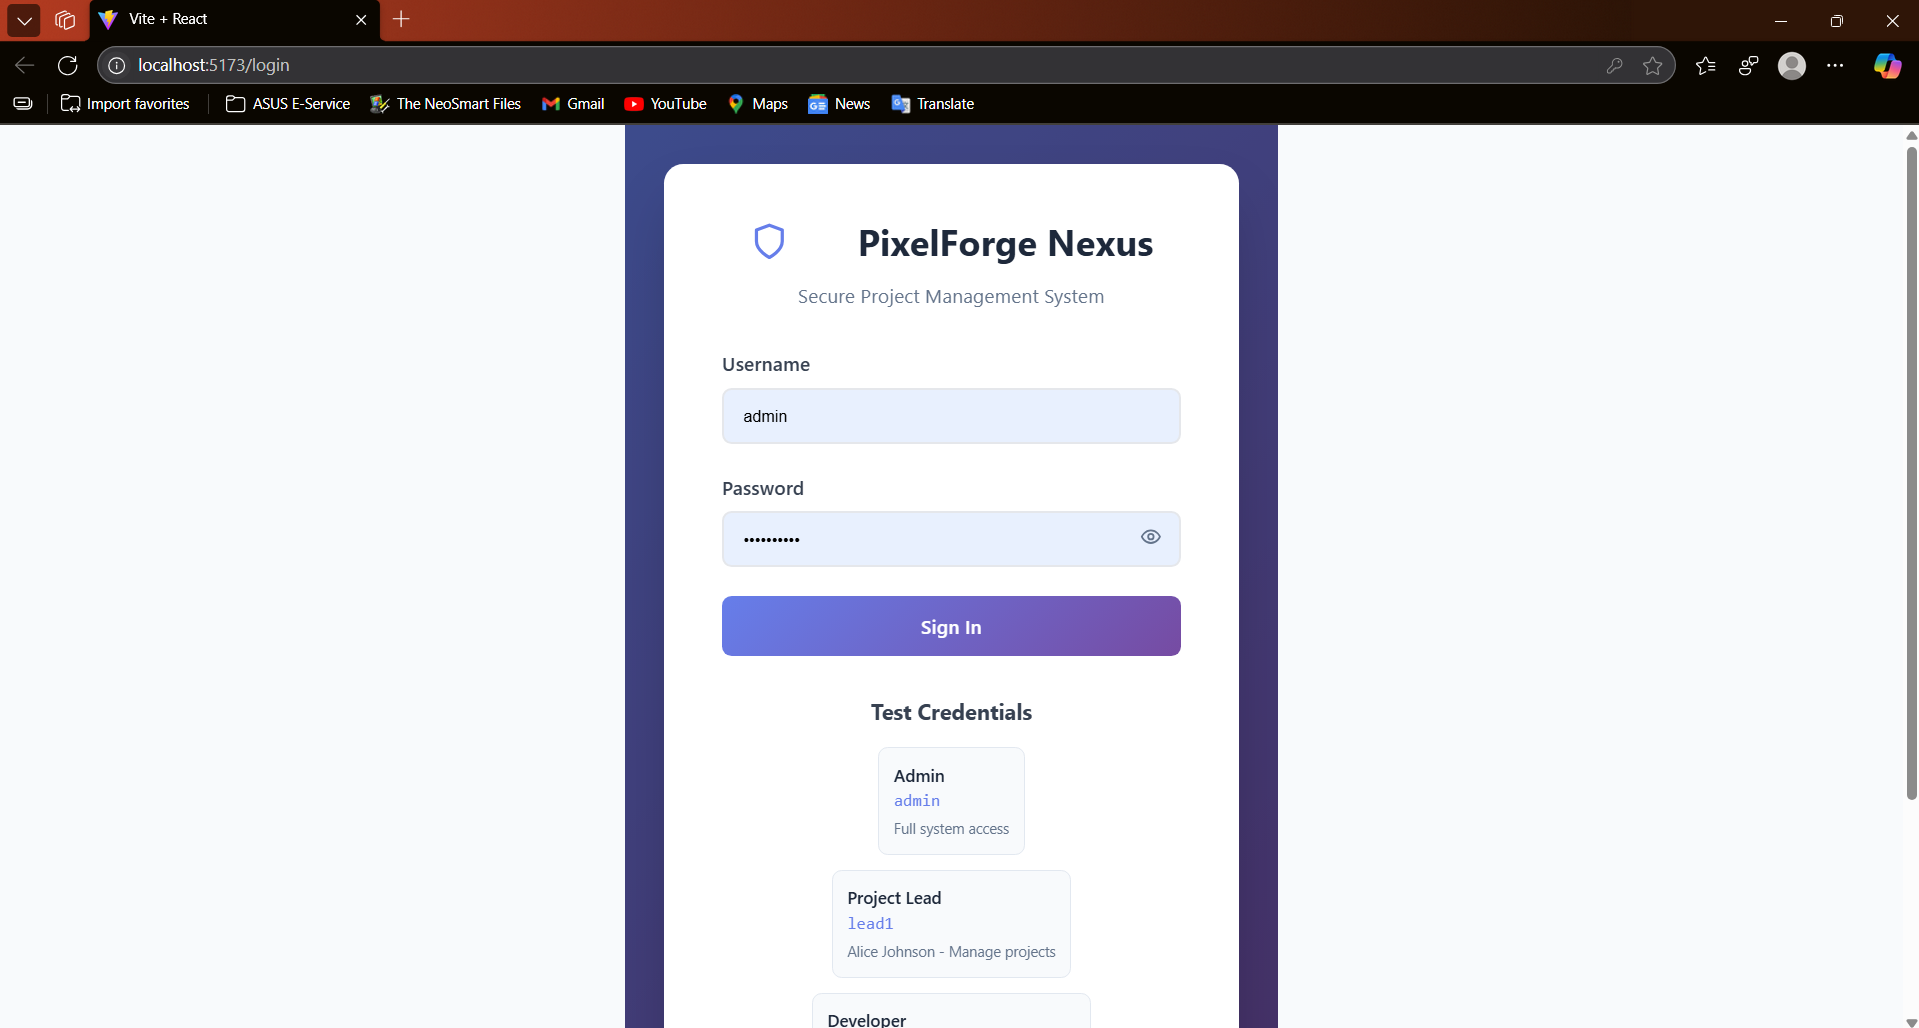 Vite + React
localhost:5173/login
Import favorites
ASUS E-Service
The NeoSmart Files
Gmail
YouTube
Maps
News
Translate
PixelForge Nexus
Secure Project Management System
Username
admin
Password
••••••••••
Sign In
Test Credentials
Admin
admin
Full system access
Project Lead
lead1
Alice Johnson - Manage projects
Developer